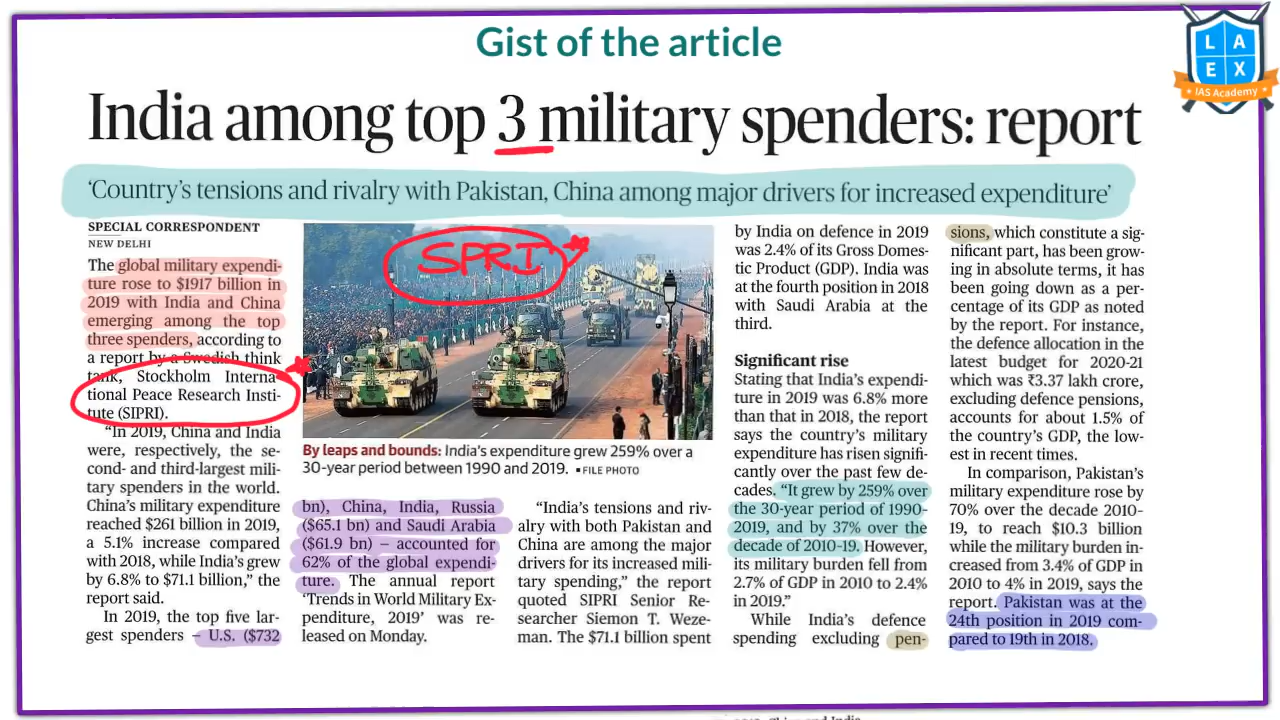 Gist of the article
L A
E X
IAS Academy
India among top 3 military spenders: report
‘Country’s tensions and rivalry with Pakistan, China among major drivers for increased expenditure’
SPECIAL CORRESPONDENT
NEW DELHI
The global military expendi-
ture rose to $1917 billion in
2019 with India and China
emerging among the top
three spenders, according to
a report by a Swedish think
tank, Stockholm Interna-
tional Peace Research Insti-
tute (SIPRI).
“In 2019, China and India
were, respectively, the se-
cond- and third-largest mili-
tary spenders in the world.
China’s military expenditure
reached $261 billion in 2019,
a 5.1% increase compared
with 2018, while India’s grew
by 6.8% to $71.1 billion,” the
report said.
In 2019, the top five lar-
gest spenders – U.S. ($732
SPRI
By leaps and bounds: India’s expenditure grew 259% over a
30-year period between 1990 and 2019. ▪ FILE PHOTO
bn), China, India, Russia
($65.1 bn) and Saudi Arabia
($61.9 bn) – accounted for
62% of the global expendi-
ture. The annual report
‘Trends in World Military Ex-
penditure, 2019’ was re-
leased on Monday.
“India’s tensions and riv-
alry with both Pakistan and
China are among the major
drivers for its increased mili-
tary spending,” the report
quoted SIPRI Senior Re-
searcher Siemon T. Weze-
man. The $71.1 billion spent
by India on defence in 2019
was 2.4% of its Gross Domes-
tic Product (GDP). India was
at the fourth position in 2018
with Saudi Arabia at the
third.
Significant rise
Stating that India’s expendi-
ture in 2019 was 6.8% more
than that in 2018, the report
says the country’s military
expenditure has risen signifi-
cantly over the past few de-
cades. “It grew by 259% over
the 30-year period of 1990-
2019, and by 37% over the
decade of 2010-19. However,
its military burden fell from
2.7% of GDP in 2010 to 2.4%
in 2019.”
While India’s defence
spending excluding pen-
sions, which constitute a sig-
nificant part, has been grow-
ing in absolute terms, it has
been going down as a per-
centage of its GDP as noted
by the report. For instance,
the defence allocation in the
latest budget for 2020-21
which was ₹3.37 lakh crore,
excluding defence pensions,
accounts for about 1.5% of
the country’s GDP, the low-
est in recent times.
In comparison, Pakistan’s
military expenditure rose by
70% over the decade 2010-
19, to reach $10.3 billion
while the military burden in-
creased from 3.4% of GDP in
2010 to 4% in 2019, says the
report. Pakistan was at the
24th position in 2019 com-
pared to 19th in 2018.